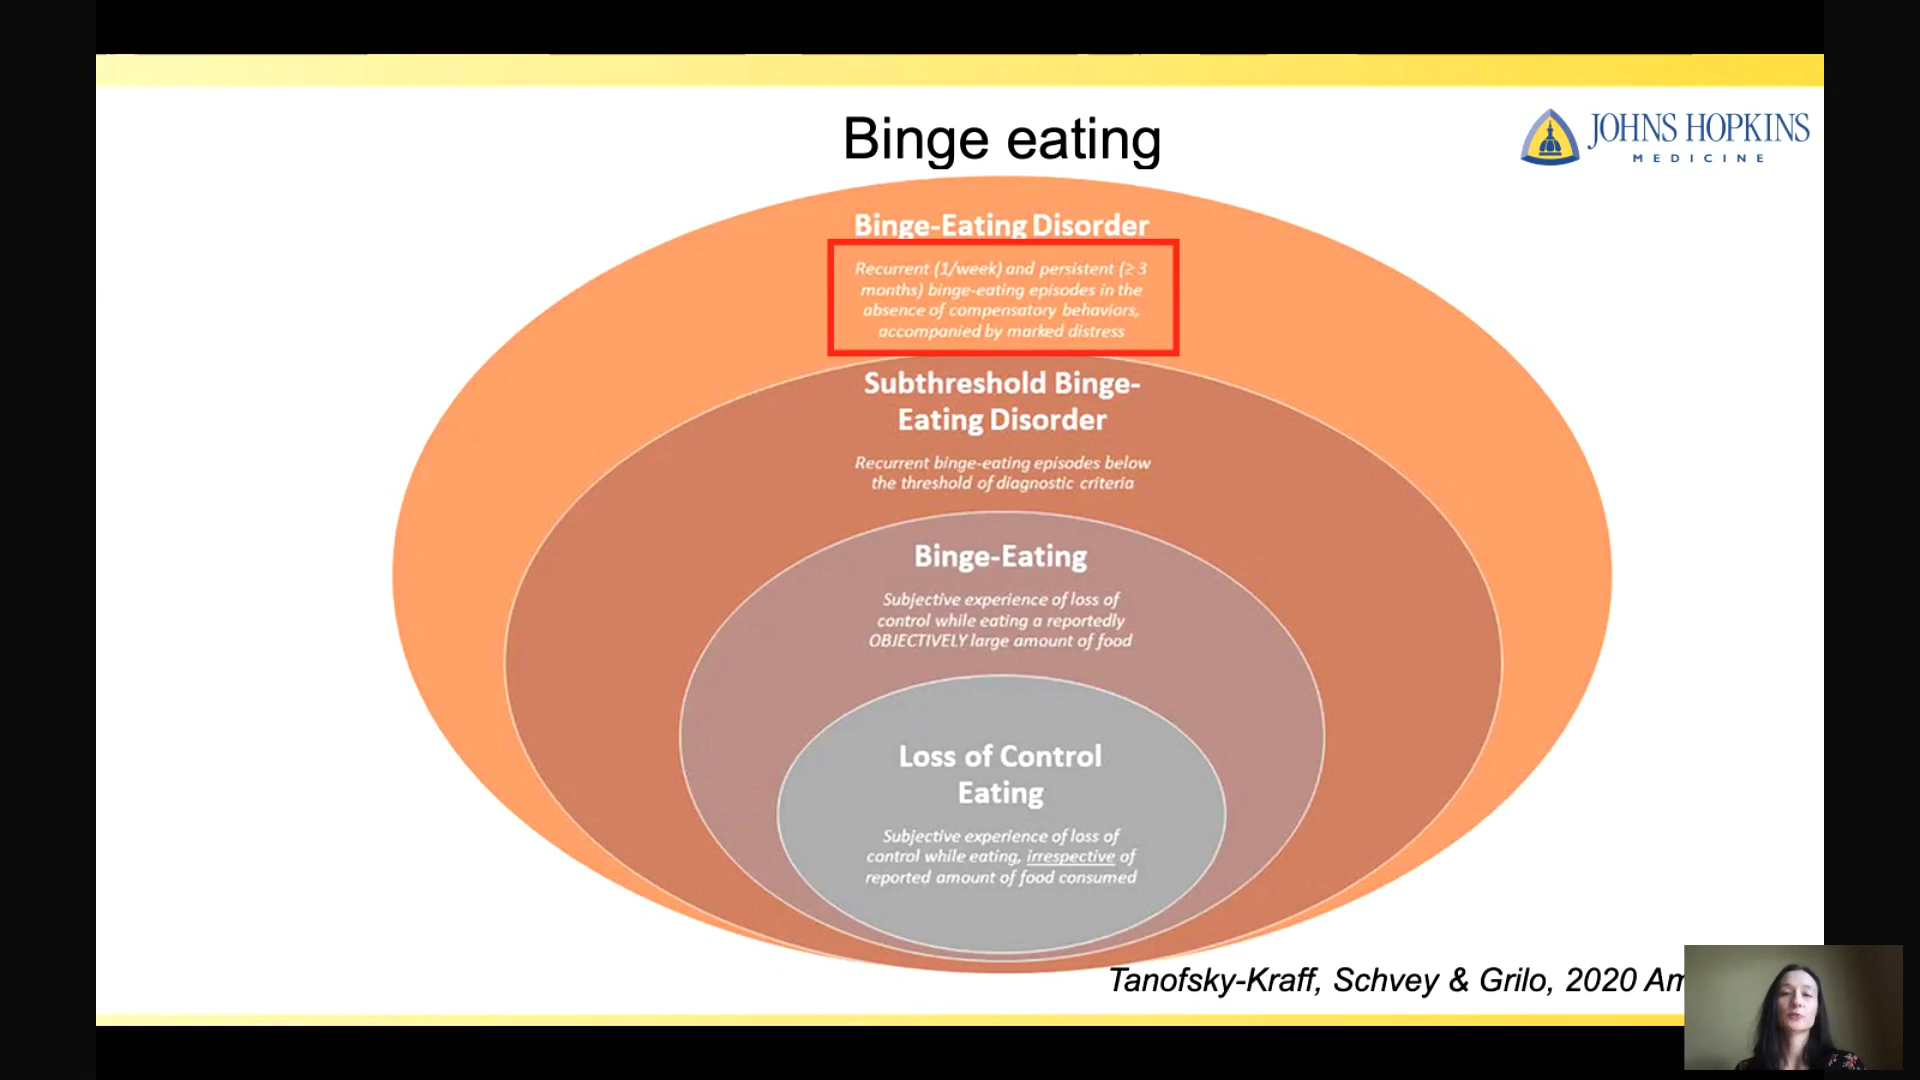 Binge eating
JOHNS HOPKINS
MEDICINE
Binge-Eating Disorder
Recurrent (1/week) and persistent (≥ 3
months) binge-eating episodes in the
absence of compensatory behaviors,
accompanied by marked distress
Subthreshold Binge-
Eating Disorder
Recurrent binge-eating episodes below
the threshold of diagnostic criteria
Binge-Eating
Subjective experience of loss of
control while eating a reportedly
OBJECTIVELY large amount of food
Loss of Control
Eating
Subjective experience of loss of
control while eating, irrespective of
reported amount of food consumed
Tanofsky-Kraff, Schvey & Grilo, 2020